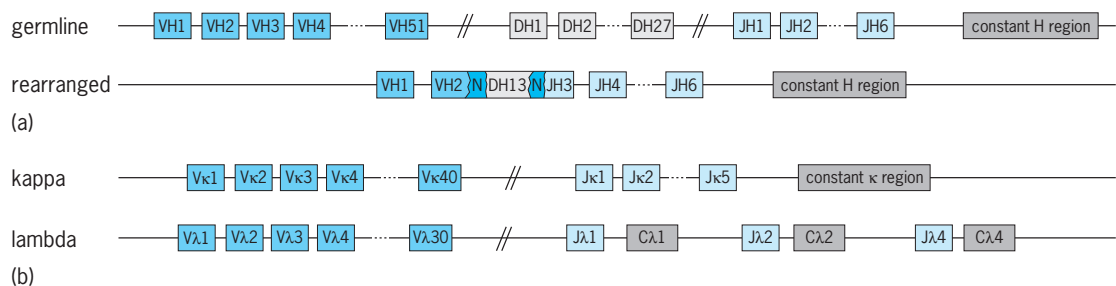 germline VH1 VH2 VH3 VH4 VH51 DH1 DH2 DH27 JH1 JH2 JH6 constant H region
rearranged VH1 VH2 N DH13 N JH3 JH4 JH6 constant H region
(a)
kappa Vκ1 Vκ2 Vκ3 Vκ4 Vκ40 Jκ1 Jκ2 Jκ5 constant κ region
lambda Vλ1 Vλ2 Vλ3 Vλ4 Vλ30 Jλ1 Cλ1 Jλ2 Cλ2 Jλ4 Cλ4
(b)